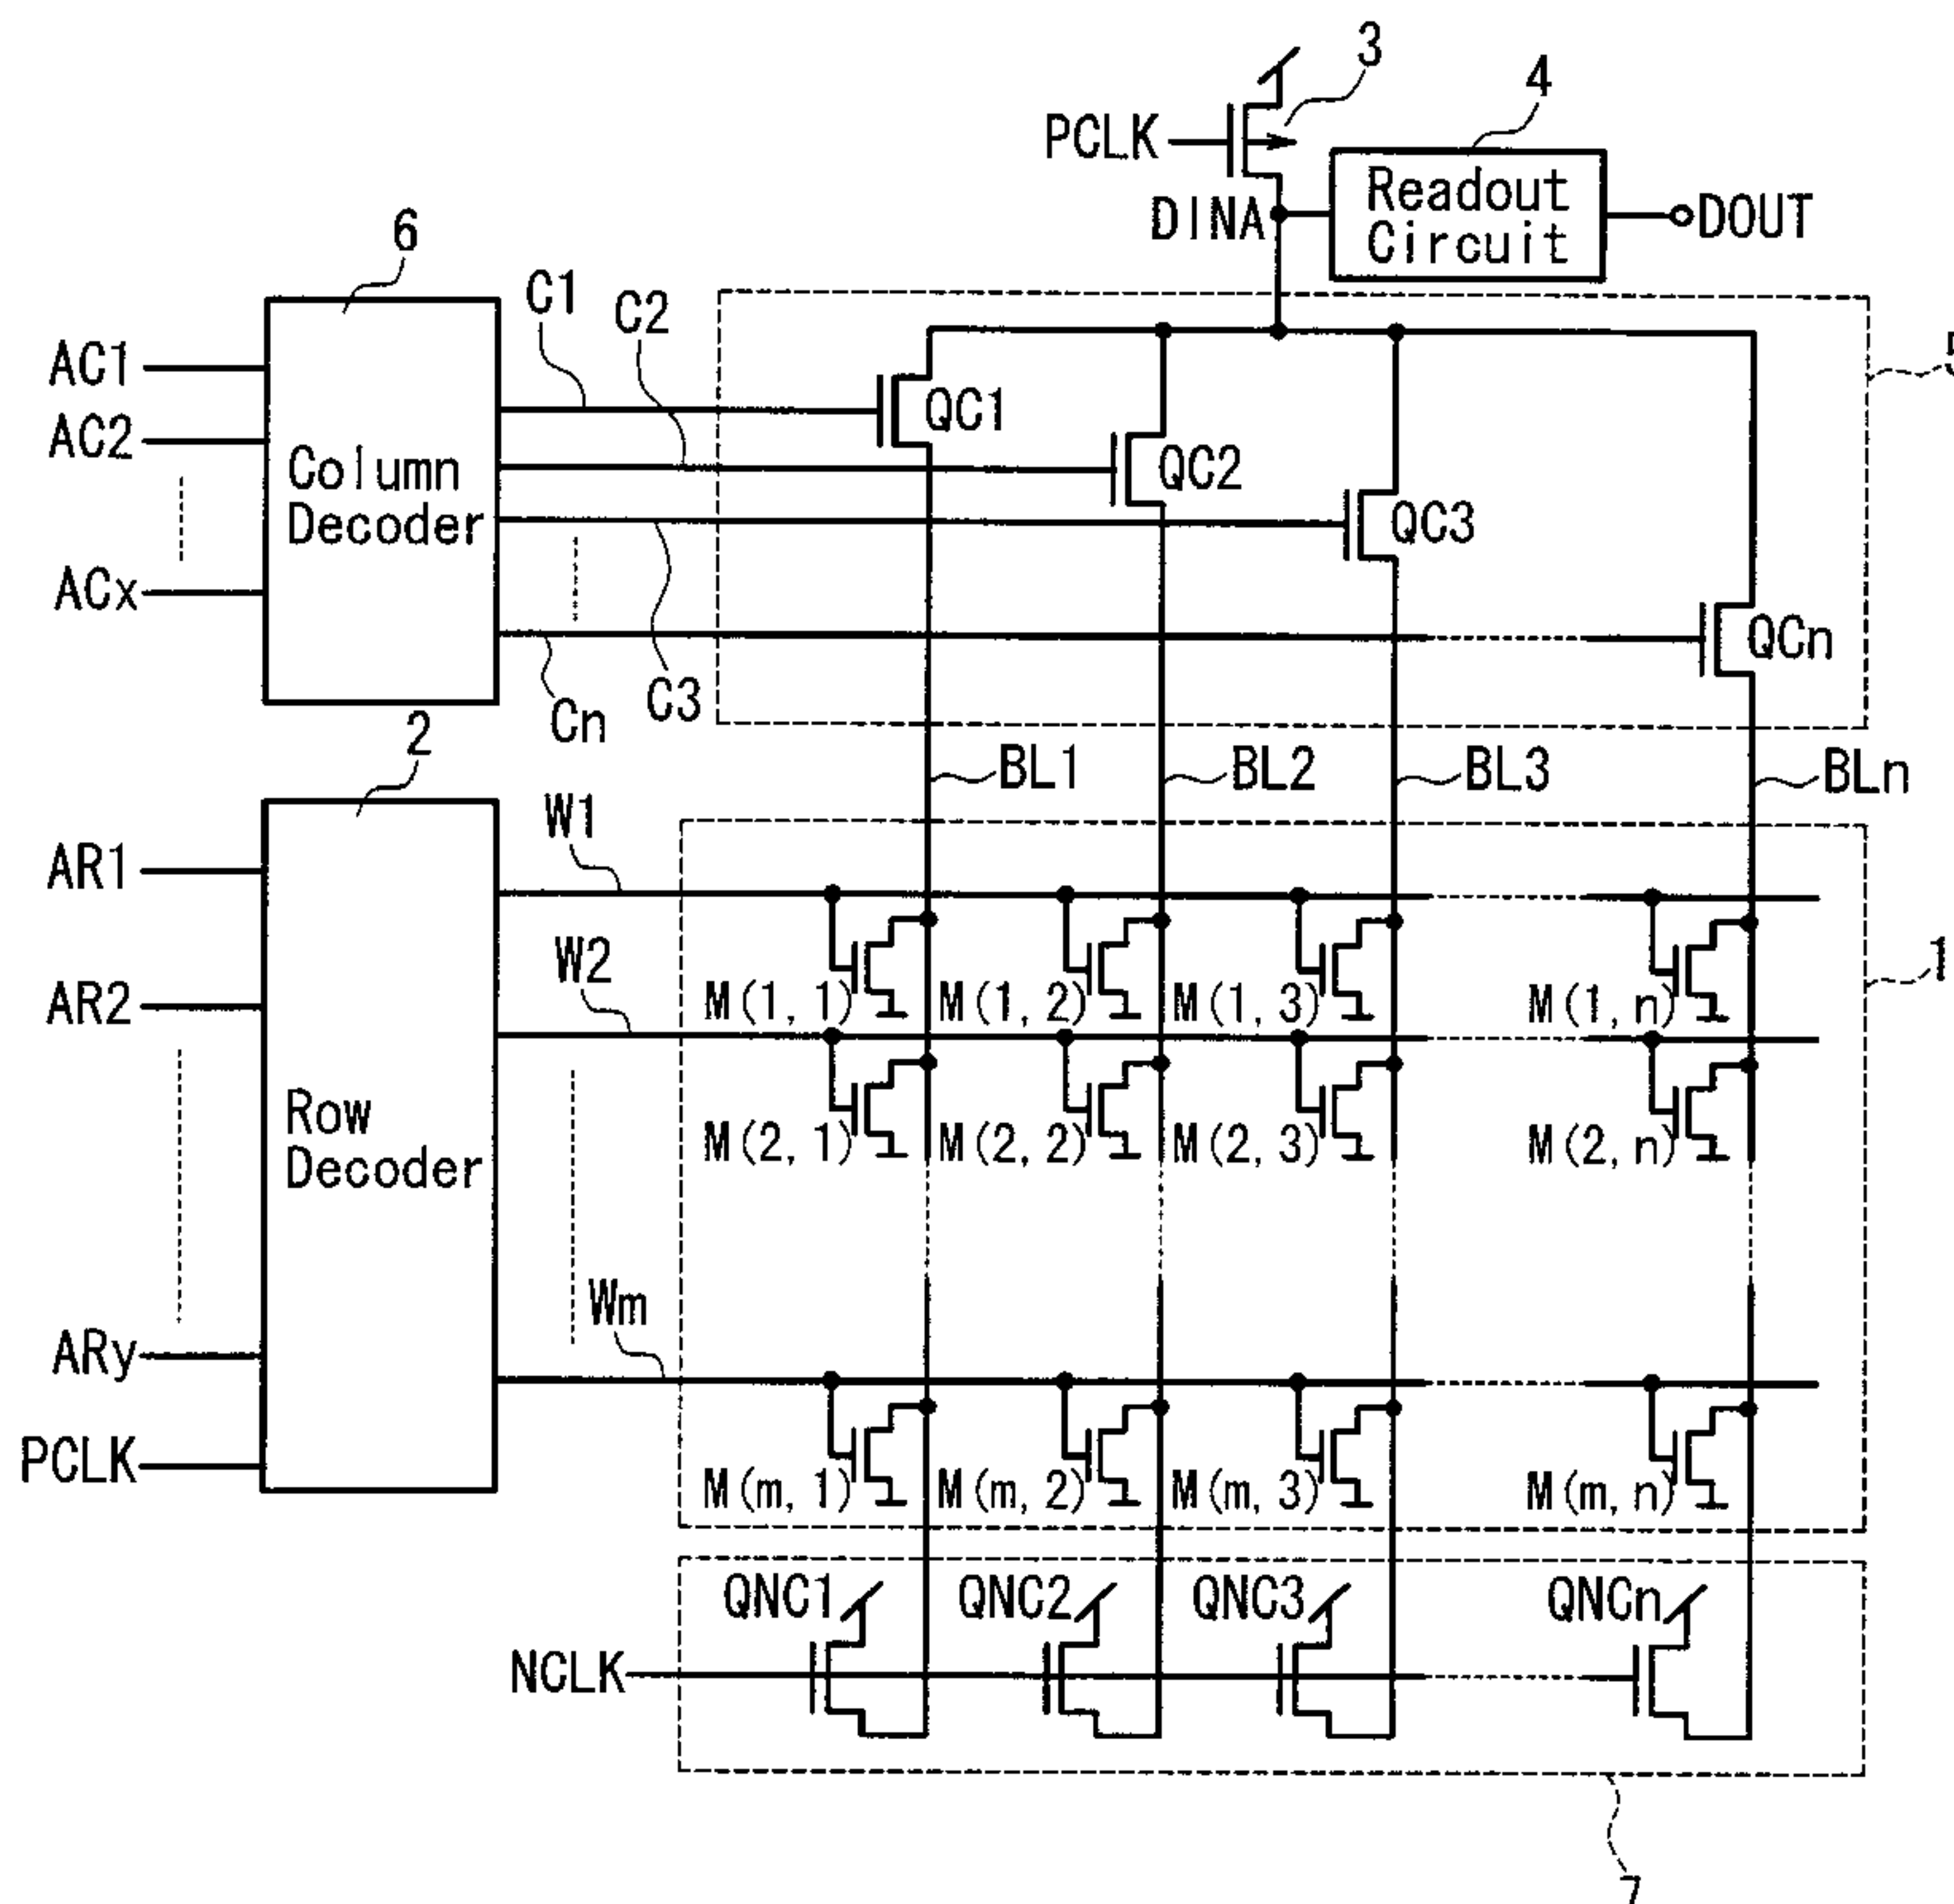 3
4
PCLK
Readout
Circuit
DINA
DOUT
6
C1
C2
5
AC1
AC2
ACx
Column
Decoder
QC1
QC2
QC3
QCn
C3
Cn
2
BL1
BL2
BL3
BLn
W1
AR1
W2
1
AR2
M(1, 1)
M(1, 2)
M(1, 3)
M(1, n)
Row
Decoder
M(2, 1)
M(2, 2)
M(2, 3)
M(2, n)
Wm
ARy
PCLK
M(m, 1)
M(m, 2)
M(m, 3)
M(m, n)
QNC1
QNC2
QNC3
QNCn
NCLK
7